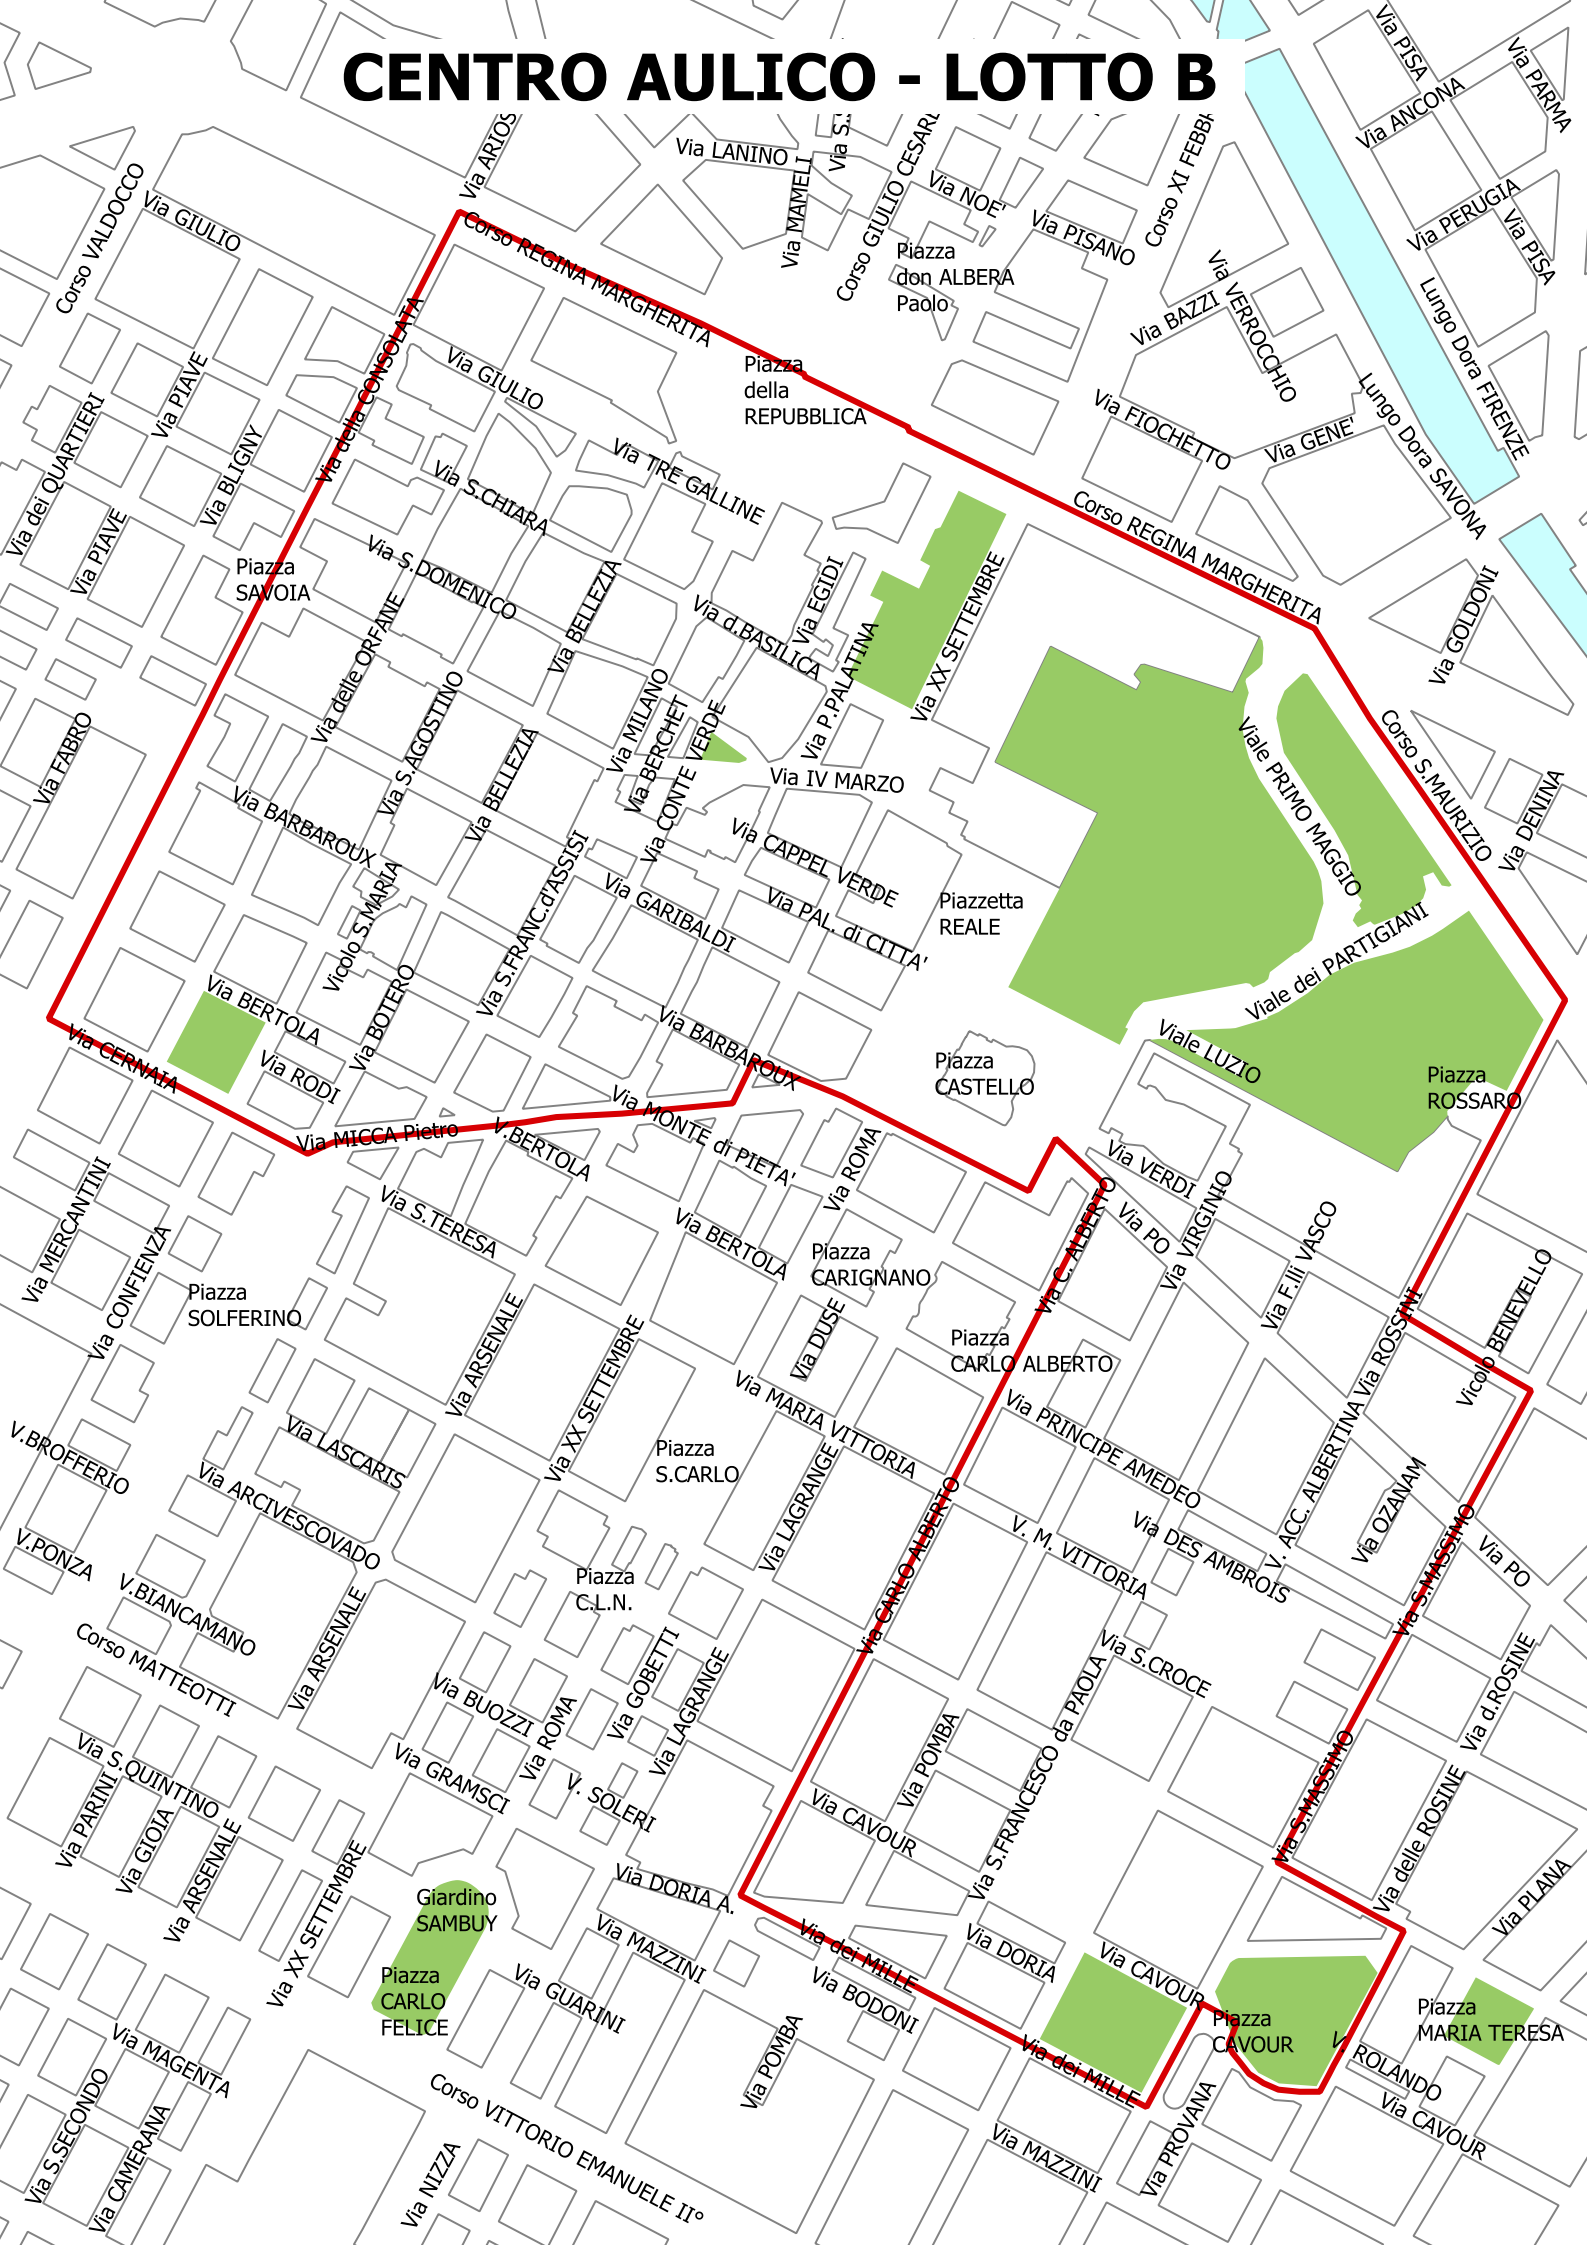 CENTRO AULICO - LOTTO B
Via PISA
Via PARMA
Via ANCONA
Via LANINO
Via MAMELI
Corso VALDOCCO
Via GIULIO
Via NOE'
Via PISANO
Via PERUGIA
Via PISA
Corso REGINA MARGHERITA
Piazza
don ALBERA
Paolo
Via BAZZI
Via VERROCCHIO
Lungo Dora FIRENZE
Via della CONSOLATA
Via PIAVE
Via GIULIO
Piazza
della
REPUBBLICA
Via FIOCHETTO
Via GENE'
Lungo Dora SAVONA
Via dei QUARTIERI
Via BLIGNY
Via PIAVE
Via S.CHIARA
Via TRE GALLINE
Corso REGINA MARGHERITA
Piazza
SAVOIA
Via S.DOMENICO
Via delle ORFANE
Via BELLEZIA
Via EGIDI
Via d.BASILICA
Via P.PALATINA
Via XX SETTEMBRE
Via GOLDONI
Via FABRO
Via S.AGOSTINO
Via BELLEZIA
Via MILANO
Via BERCHET
Via CONTE VERDE
Via IV MARZO
Viale PRIMO MAGGIO
Corso S.MAURIZIO
Via DENINA
Via BARBAROUX
Vicolo S.MARIA
Via S.FRANC.d'ASSISI
Via GARIBALDI
Via CAPPEL VERDE
Via PAL. di CITTA'
Piazzetta
REALE
Viale dei PARTIGIANI
Via BERTOLA
Via BOTERO
Via CERNAIA
Via RODI
Via BARBAROUX
Piazza
CASTELLO
Viale LUZIO
Piazza
ROSSARO
Via MICCA Pietro
V.BERTOLA
Via MONTE di PIETA'
Via ROMA
Via VERDI
Via MERCANTINI
Via CONFIENZA
Via S.TERESA
Via BERTOLA
Piazza
CARIGNANO
Via C. ALBERTO
Via PO
Via VIRGINIO
Via F.lli VASCO
Vicolo BENEVELLO
Piazza
SOLFERINO
Via ARSENALE
Via XX SETTEMBRE
Via DUSE
Piazza
CARLO ALBERTO
V. ACC. ALBERTINA Via ROSSINI
Via MARIA VITTORIA
Via PRINCIPE AMEDEO
V.BROFFERIO
Via LASCARIS
Piazza
S.CARLO
Via LAGRANGE
Via CARLO ALBERTO
V. M. VITTORIA
Via DES AMBROIS
Via OZANAM
Via S.MASSIMO
Via PO
Via ARCIVESCOVADO
V.PONZA
V.BIANCAMANO
Piazza
C.L.N.
Corso MATTEOTTI
Via ARSENALE
Via GOBETTI
Via LAGRANGE
Via S.CROCE
Via S.FRANCESCO da PAOLA
Via d.ROSINE
Via BUOZZI
Via ROMA
Via POMBA
Via S.MASSIMO
Via S.QUINTINO
Via PARINI
Via GIOIA
Via ARSENALE
Via XX SETTEMBRE
Via GRAMSCI
V. SOLERI
Via CAVOUR
Via delle ROSINE
Via PLANA
Giardino
SAMBUY
Via DORIA A.
Via MAZZINI
Via dei MILLE
Via DORIA
Via CAVOUR
Piazza
CARLO
FELICE
Via GUARINI
Via BODONI
Piazza
CAVOUR
Piazza
MARIA TERESA
Via MAGENTA
Via POMBA
Via dei MILLE
V. ROLANDO
Via S.SECONDO
Via CAMERANA
Via NIZZA
Corso VITTORIO EMANUELE II°
Via MAZZINI
Via PROVANA
Via CAVOUR